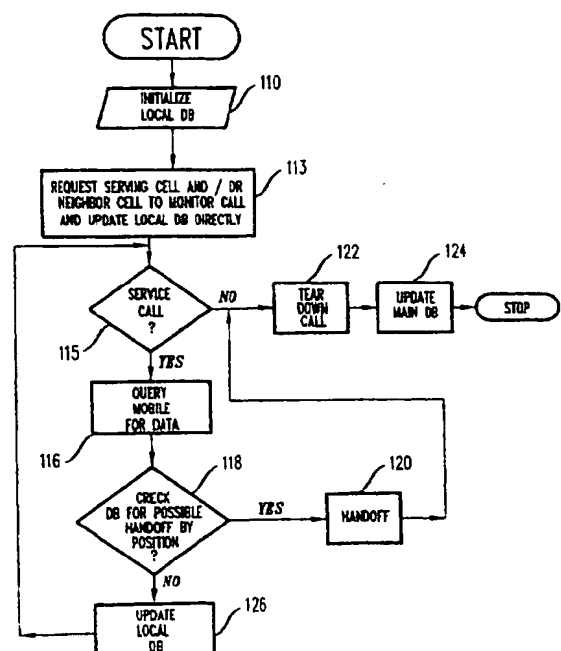 START
INITIALIZE
LOCAL DB
110
REQUEST SERVING CELL AND / OR
NEIGHBOR CELL TO MONITOR CALL
AND UPDATE LOCAL DB DIRECTLY
113
SERVICE
CALL
?
115
NO
YES
TEAR
DOWN
CALL
122
UPDATE
MAIN DB
124
STOP
QUERY
MOBILE
FOR DATA
116
CHECK
DB FOR POSSIBLE
HANDOFF BY
POSITION
?
118
YES
NO
HANDOFF
120
UPDATE
LOCAL
DB
126